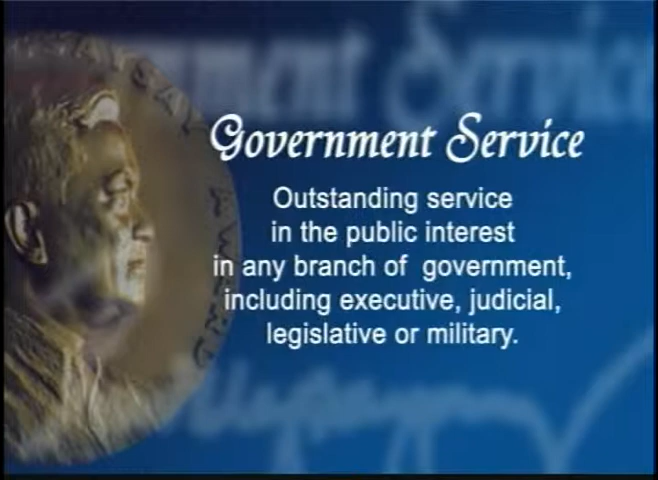 Government Service
Outstanding service
in the public interest
in any branch of government,
including executive, judicial,
legislative or military.